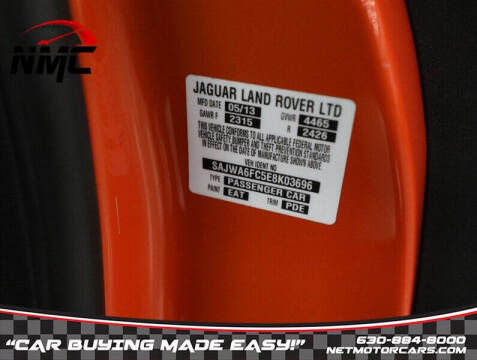 NMC
JAGUAR LAND ROVER LTD
MFD DATE 05/13 GVWR 4465
GAWR F 2315 R 2426
THIS VEHICLE CONFORMS TO ALL APPLICABLE FEDERAL MOTOR
VEHICLE SAFETY BUMPER AND THEFT PREVENTION STANDARDS
IN EFFECT ON THE DATE OF MANUFACTURE SHOWN ABOVE
VEH IDENT NO
SAJWA6FC5E8K03696
TYPE PASSENGER CAR
PAINT EAT TRIM PDE
"CAR BUYING MADE EASY!"
630-884-8000
NETMOTORCARS.COM